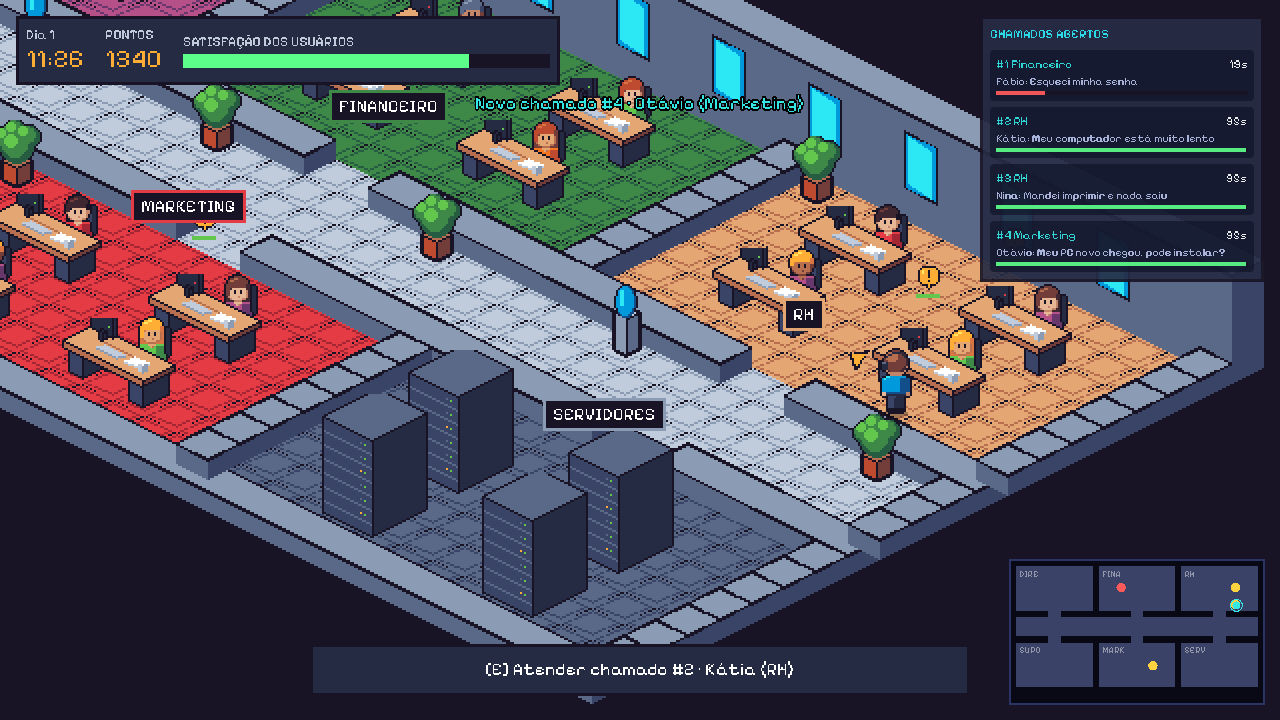 Dia 1
PONTOS
SATISFAÇÃO DOS USUÁRIOS
11:26
1340
CHAMADOS ABERTOS
#1 Financeiro
19s
Fábio: Esqueci minha senha
#2 RH
98s
Kátia: Meu computador está muito lento
#3 RH
98s
Nina: Mandei imprimir e nada saiu
#4 Marketing
98s
Otávio: Meu PC novo chegou, pode instalar?
FINANCEIRO
Novo chamado #4 · Otávio (Marketing)
MARKETING
RH
SERVIDORES
DIRE
FINA
RH
SUPO
MARK
SERV
(E) Atender chamado #2 · Kátia (RH)